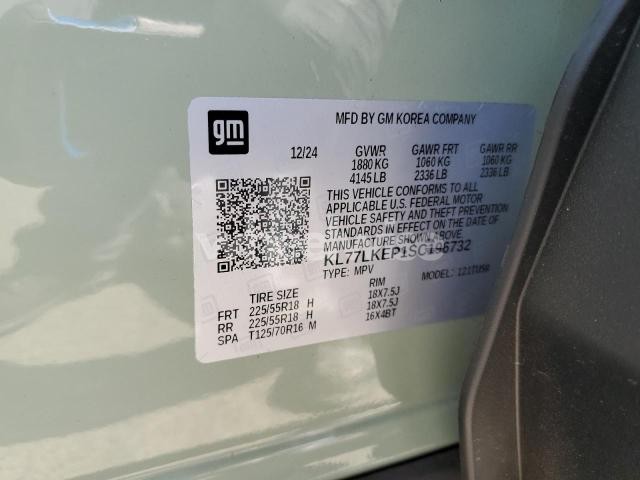 gm
MFD BY GM KOREA COMPANY
12/24 GVWR GAWR FRT GAWR RR
1880 KG 1060 KG 1060 KG
4145 LB 2336 LB 2336 LB
THIS VEHICLE CONFORMS TO ALL
APPLICABLE U.S. FEDERAL MOTOR
VEHICLE SAFETY AND THEFT PREVENTION
STANDARDS IN EFFECT ON THE DATE OF
MANUFACTURE SHOWN ABOVE.
KL77LKEP1SC196732
TYPE: MPV MODEL: 121TU58
TIRE SIZE RIM
FRT 225/55R18 H 18X7.5J
RR 225/55R18 H 18X7.5J
SPA T125/70R16 M 16X4BT